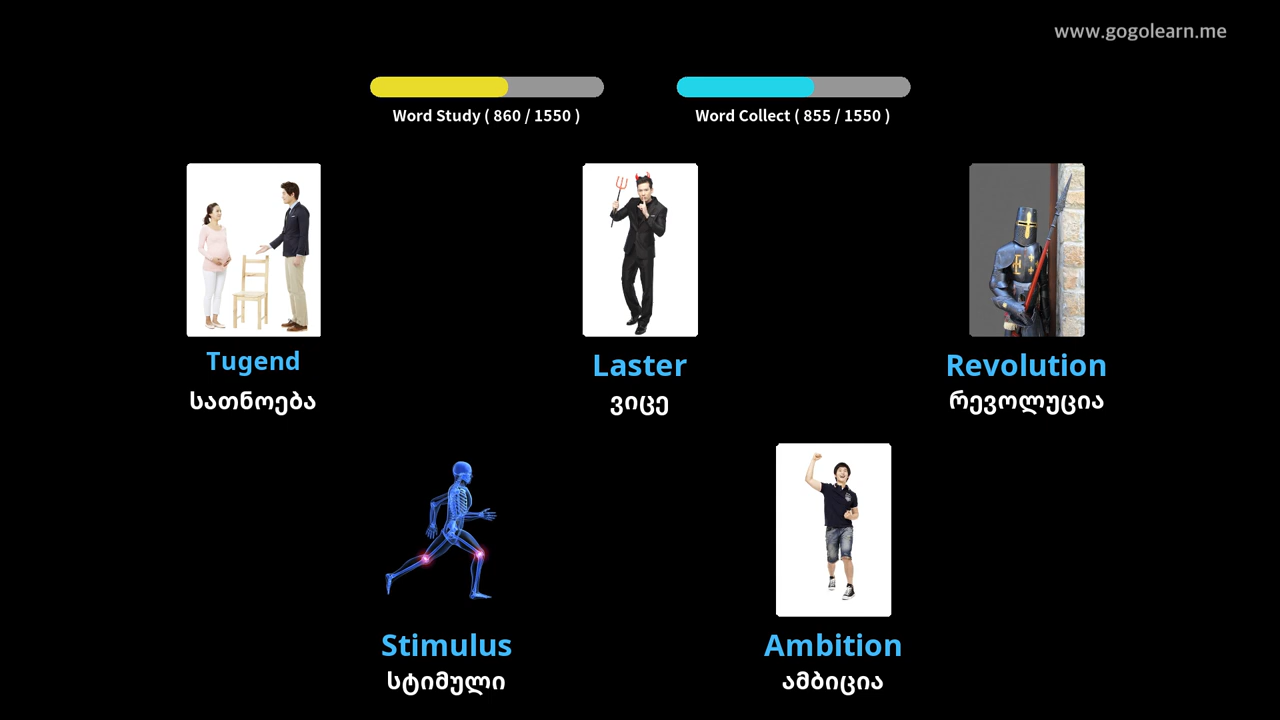 www.gogolearn.me
Word Study ( 860 / 1550 )
Word Collect ( 855 / 1550 )
Tugend
Laster
Revolution
სათნოება
ვიცე
რევოლუცია
Stimulus
Ambition
სტიმული
ამბიცია